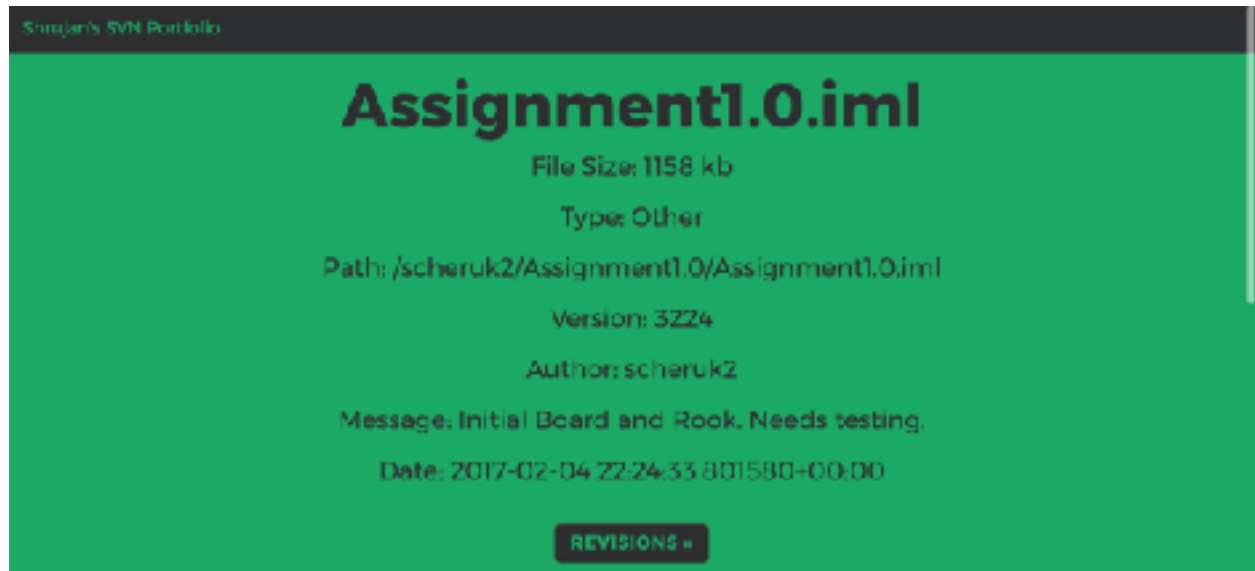 Shrujan's SVN Portfolio
Assignment1.0.iml
File Size: 1158 kb
Type: Other
Path: /scheruk2/Assignment1.0/Assignment1.0.iml
Version: 3224
Author: scheruk2
Message: Initial Board and Rook. Needs testing.
Date: 2017-02-04 22:24:33.801580+00:00
REVISIONS »